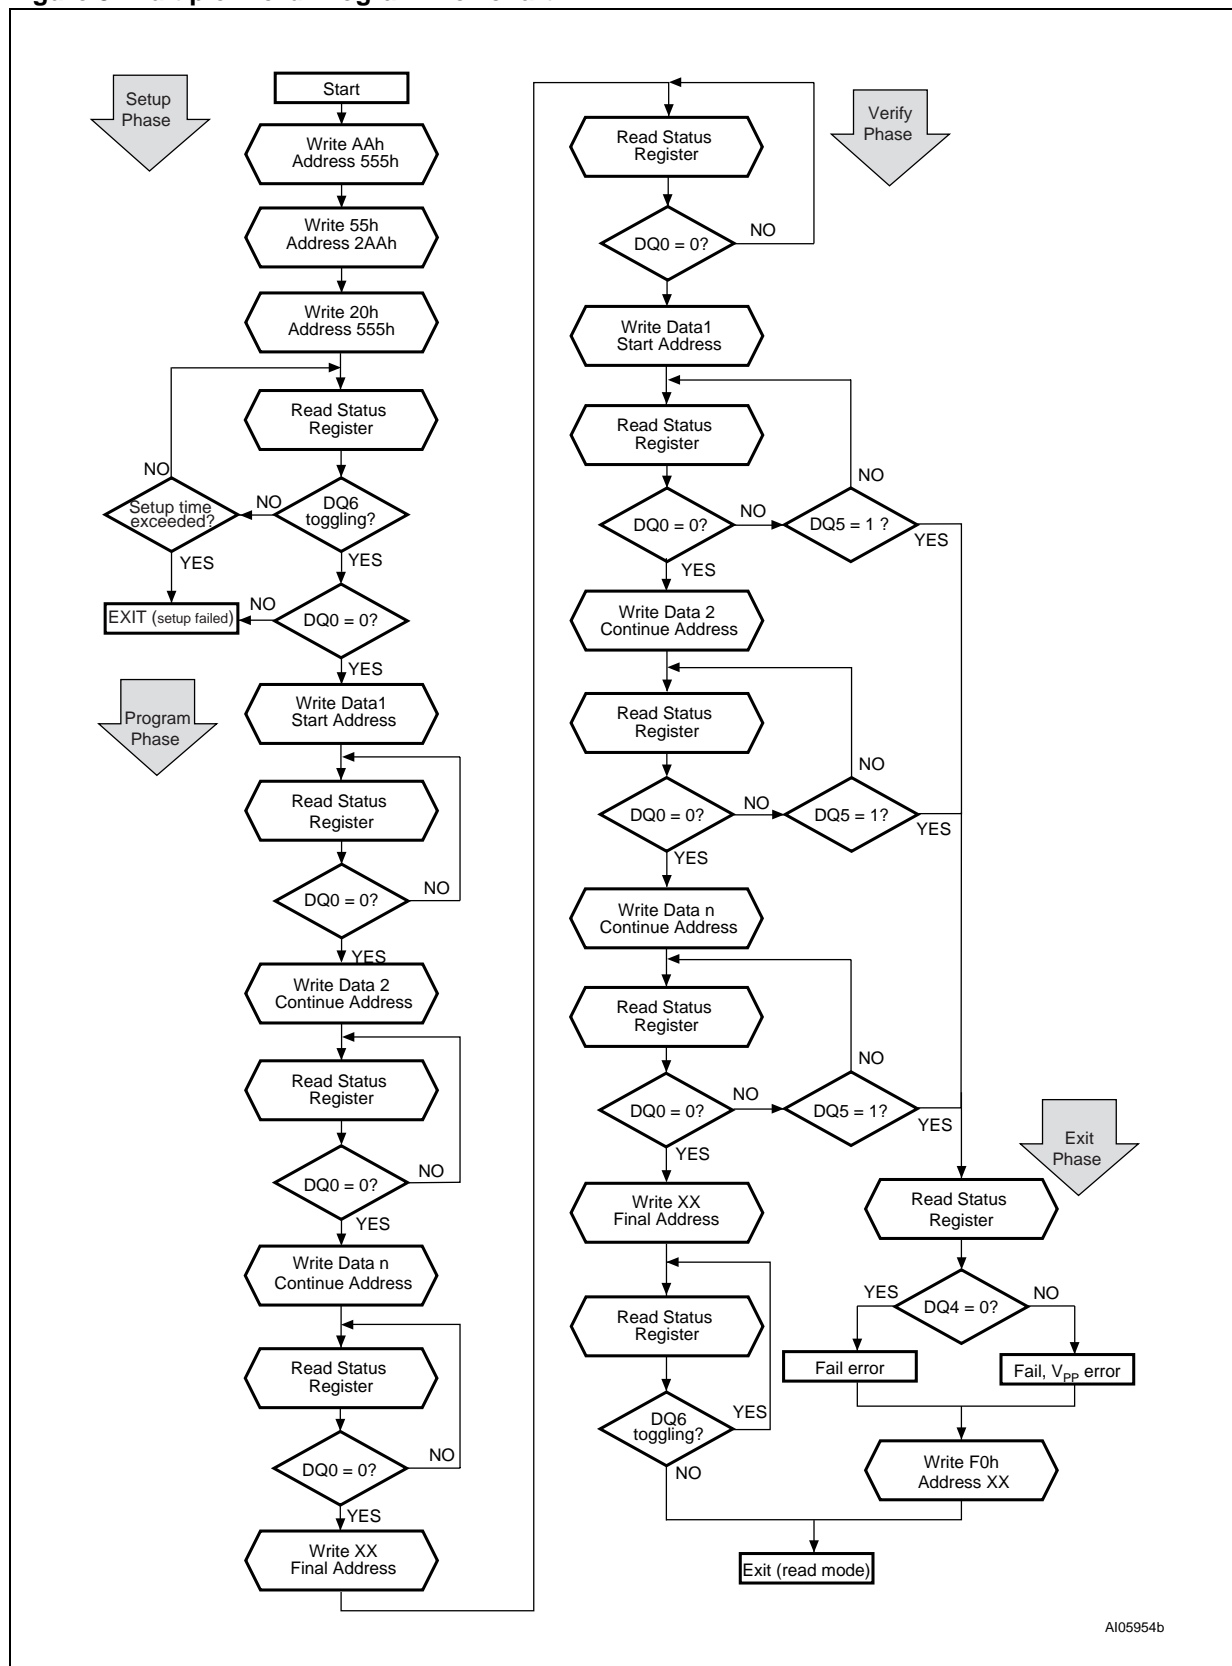 Setup
Phase
Start
Write AAh
Address 555h
Write 55h
Address 2AAh
Write 20h
Address 555h
Read Status
Register
NO
Setup time
exceeded?
NO
DQ6
toggling?
YES
YES
EXIT (setup failed)
NO
DQ0 = 0?
YES
Program
Phase
Write Data1
Start Address
Read Status
Register
DQ0 = 0?
NO
YES
Write Data 2
Continue Address
Read Status
Register
DQ0 = 0?
NO
YES
Write Data n
Continue Address
Read Status
Register
DQ0 = 0?
NO
YES
Write XX
Final Address
Verify
Phase
Read Status
Register
DQ0 = 0?
NO
Write Data1
Start Address
Read Status
Register
NO
DQ0 = 0?
NO
DQ5 = 1 ?
YES
YES
Write Data 2
Continue Address
Read Status
Register
NO
DQ0 = 0?
NO
DQ5 = 1?
YES
YES
Write Data n
Continue Address
Read Status
Register
NO
DQ0 = 0?
NO
DQ5 = 1?
YES
YES
Write XX
Final Address
Read Status
Register
DQ6
toggling?
YES
NO
Exit
Phase
Read Status
Register
YES
DQ4 = 0?
NO
Fail error
Fail, VPP error
Write F0h
Address XX
Exit (read mode)
AI05954b